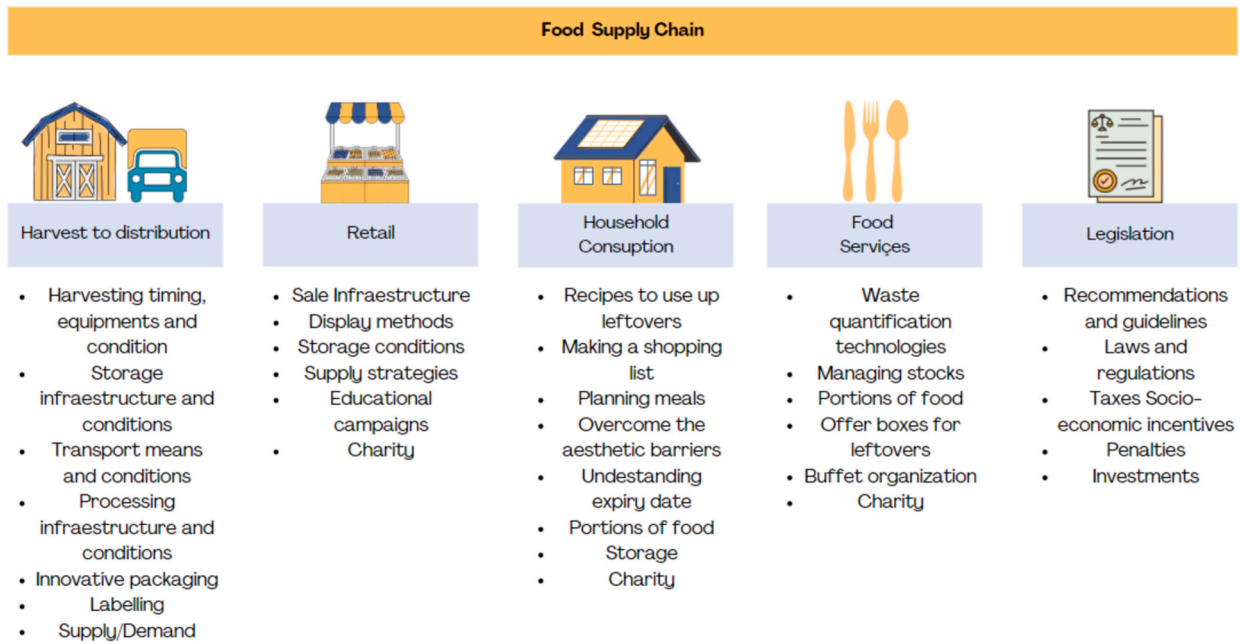 Food Supply Chain
Harvest to distribution
• Harvesting timing,
equipments and
condition
• Storage
infraestructure and
conditions
• Transport means
and conditions
• Processing
infraestructure and
conditions
• Innovative packaging
• Labelling
• Supply/Demand
Retail
• Sale Infraestructure
• Display methods
• Storage conditions
• Supply strategies
• Educational
campaigns
• Charity
Household
Consuption
• Recipes to use up
leftovers
• Making a shopping
list
• Planning meals
• Overcome the
aesthetic barriers
• Undestanding
expiry date
• Portions of food
• Storage
• Charity
Food
Serviçes
• Waste
quantification
technologies
• Managing stocks
• Portions of food
• Offer boxes for
leftovers
• Buffet organization
• Charity
Legislation
• Recommendations
and guidelines
• Laws and
regulations
• Taxes Socio-
economic incentives
• Penalties
• Investments